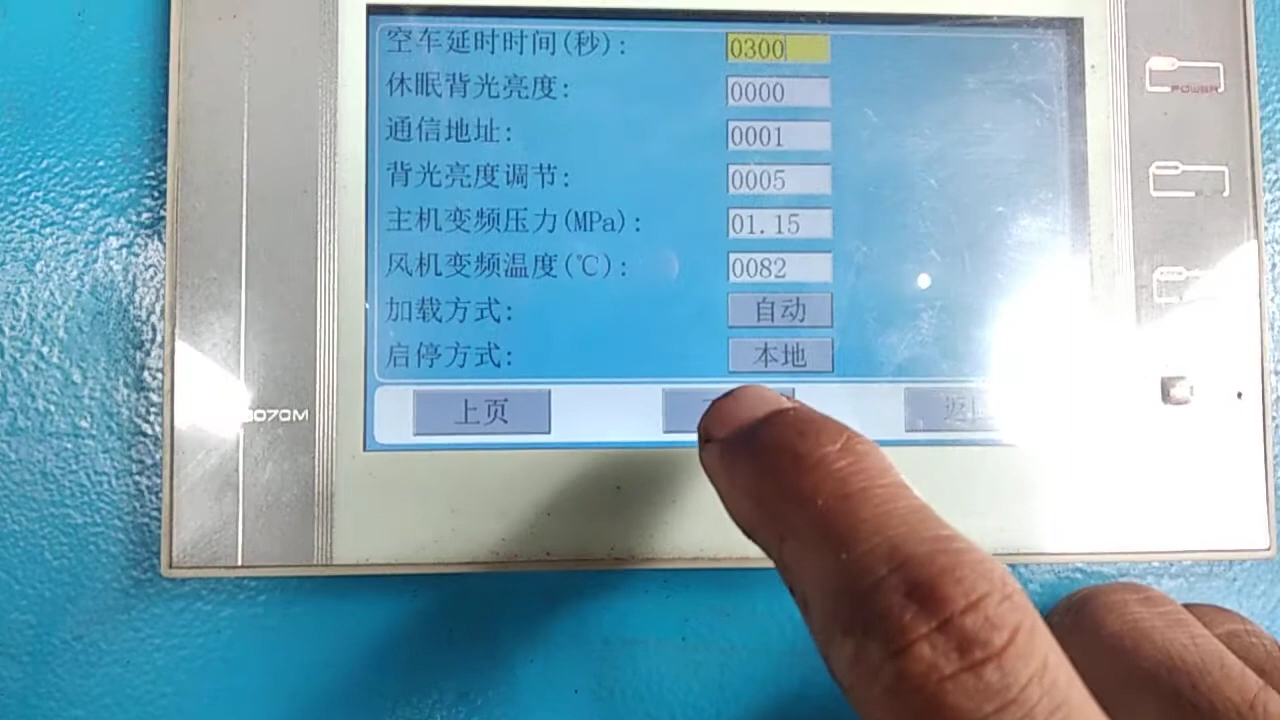 空车延时时间(秒): 0300
休眠背光亮度: 0000
通信地址: 0001
背光亮度调节: 0005
主机变频压力(MPa): 01.15
风机变频温度(℃): 0082
加载方式: 自动
启停方式: 本地
上页
POWER
070M